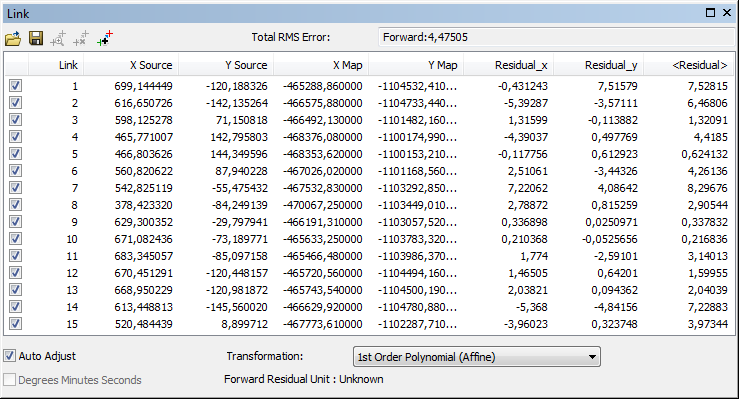 Link
Total RMS Error: Forward:4,47505
Link X Source Y Source X Map Y Map Residual_x Residual_y <Residual>
1 699,144449 -120,188326 -465288,860000 -1104532,410... -0,431243 7,51579 7,52815
2 616,650726 -142,135264 -466575,880000 -1104733,440... -5,39287 -3,57111 6,46806
3 598,125278 71,150818 -466492,130000 -1101482,160... 1,31599 -0,113882 1,32091
4 465,771007 142,795803 -468376,080000 -1100174,990... -4,39037 0,497769 4,4185
5 466,803626 144,349596 -468353,620000 -1100153,210... -0,117756 0,612923 0,624132
6 560,820622 87,940228 -467026,020000 -1101168,560... 2,51061 -3,44326 4,26136
7 542,825119 -55,475432 -467532,830000 -1103292,850... 7,22062 4,08642 8,29676
8 378,423320 -84,249139 -470067,250000 -1103449,010... 2,78872 0,815259 2,90544
9 629,300352 -29,797941 -466191,310000 -1103057,520... 0,336898 0,0250971 0,337832
10 671,082436 -73,189771 -465633,250000 -1103783,320... 0,210368 -0,0525656 0,216836
11 683,345057 -85,097158 -465466,480000 -1103986,370... 1,774 -2,59101 3,14013
12 670,451291 -120,448157 -465720,560000 -1104494,160... 1,46505 0,64201 1,59955
13 668,950229 -120,981872 -465743,540000 -1104500,190... 2,03821 0,094362 2,04039
14 613,448813 -145,560020 -466629,920000 -1104780,880... -5,368 -4,84156 7,22883
15 520,484439 8,899712 -467773,610000 -1102287,710... -3,96023 0,323748 3,97344
Auto Adjust Transformation: 1st Order Polynomial (Affine)
Degrees Minutes Seconds Forward Residual Unit : Unknown